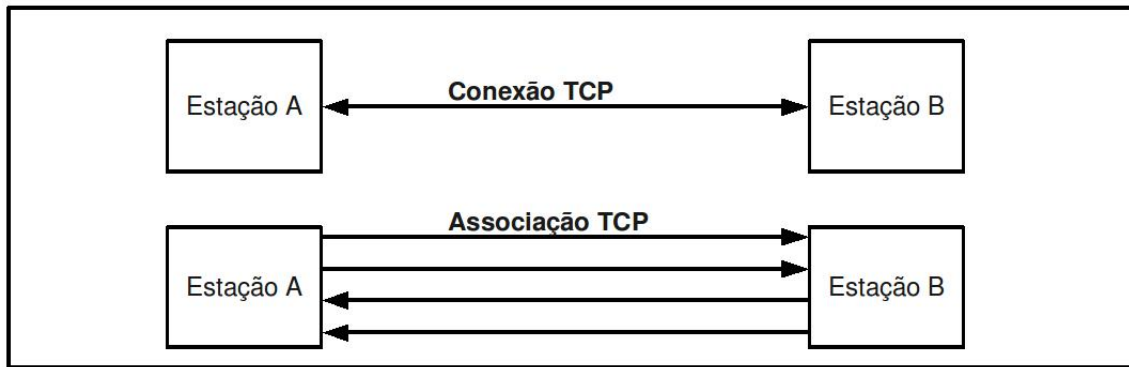 Conexão TCP
Estação A
Estação B
Associação TCP
Estação A
Estação B